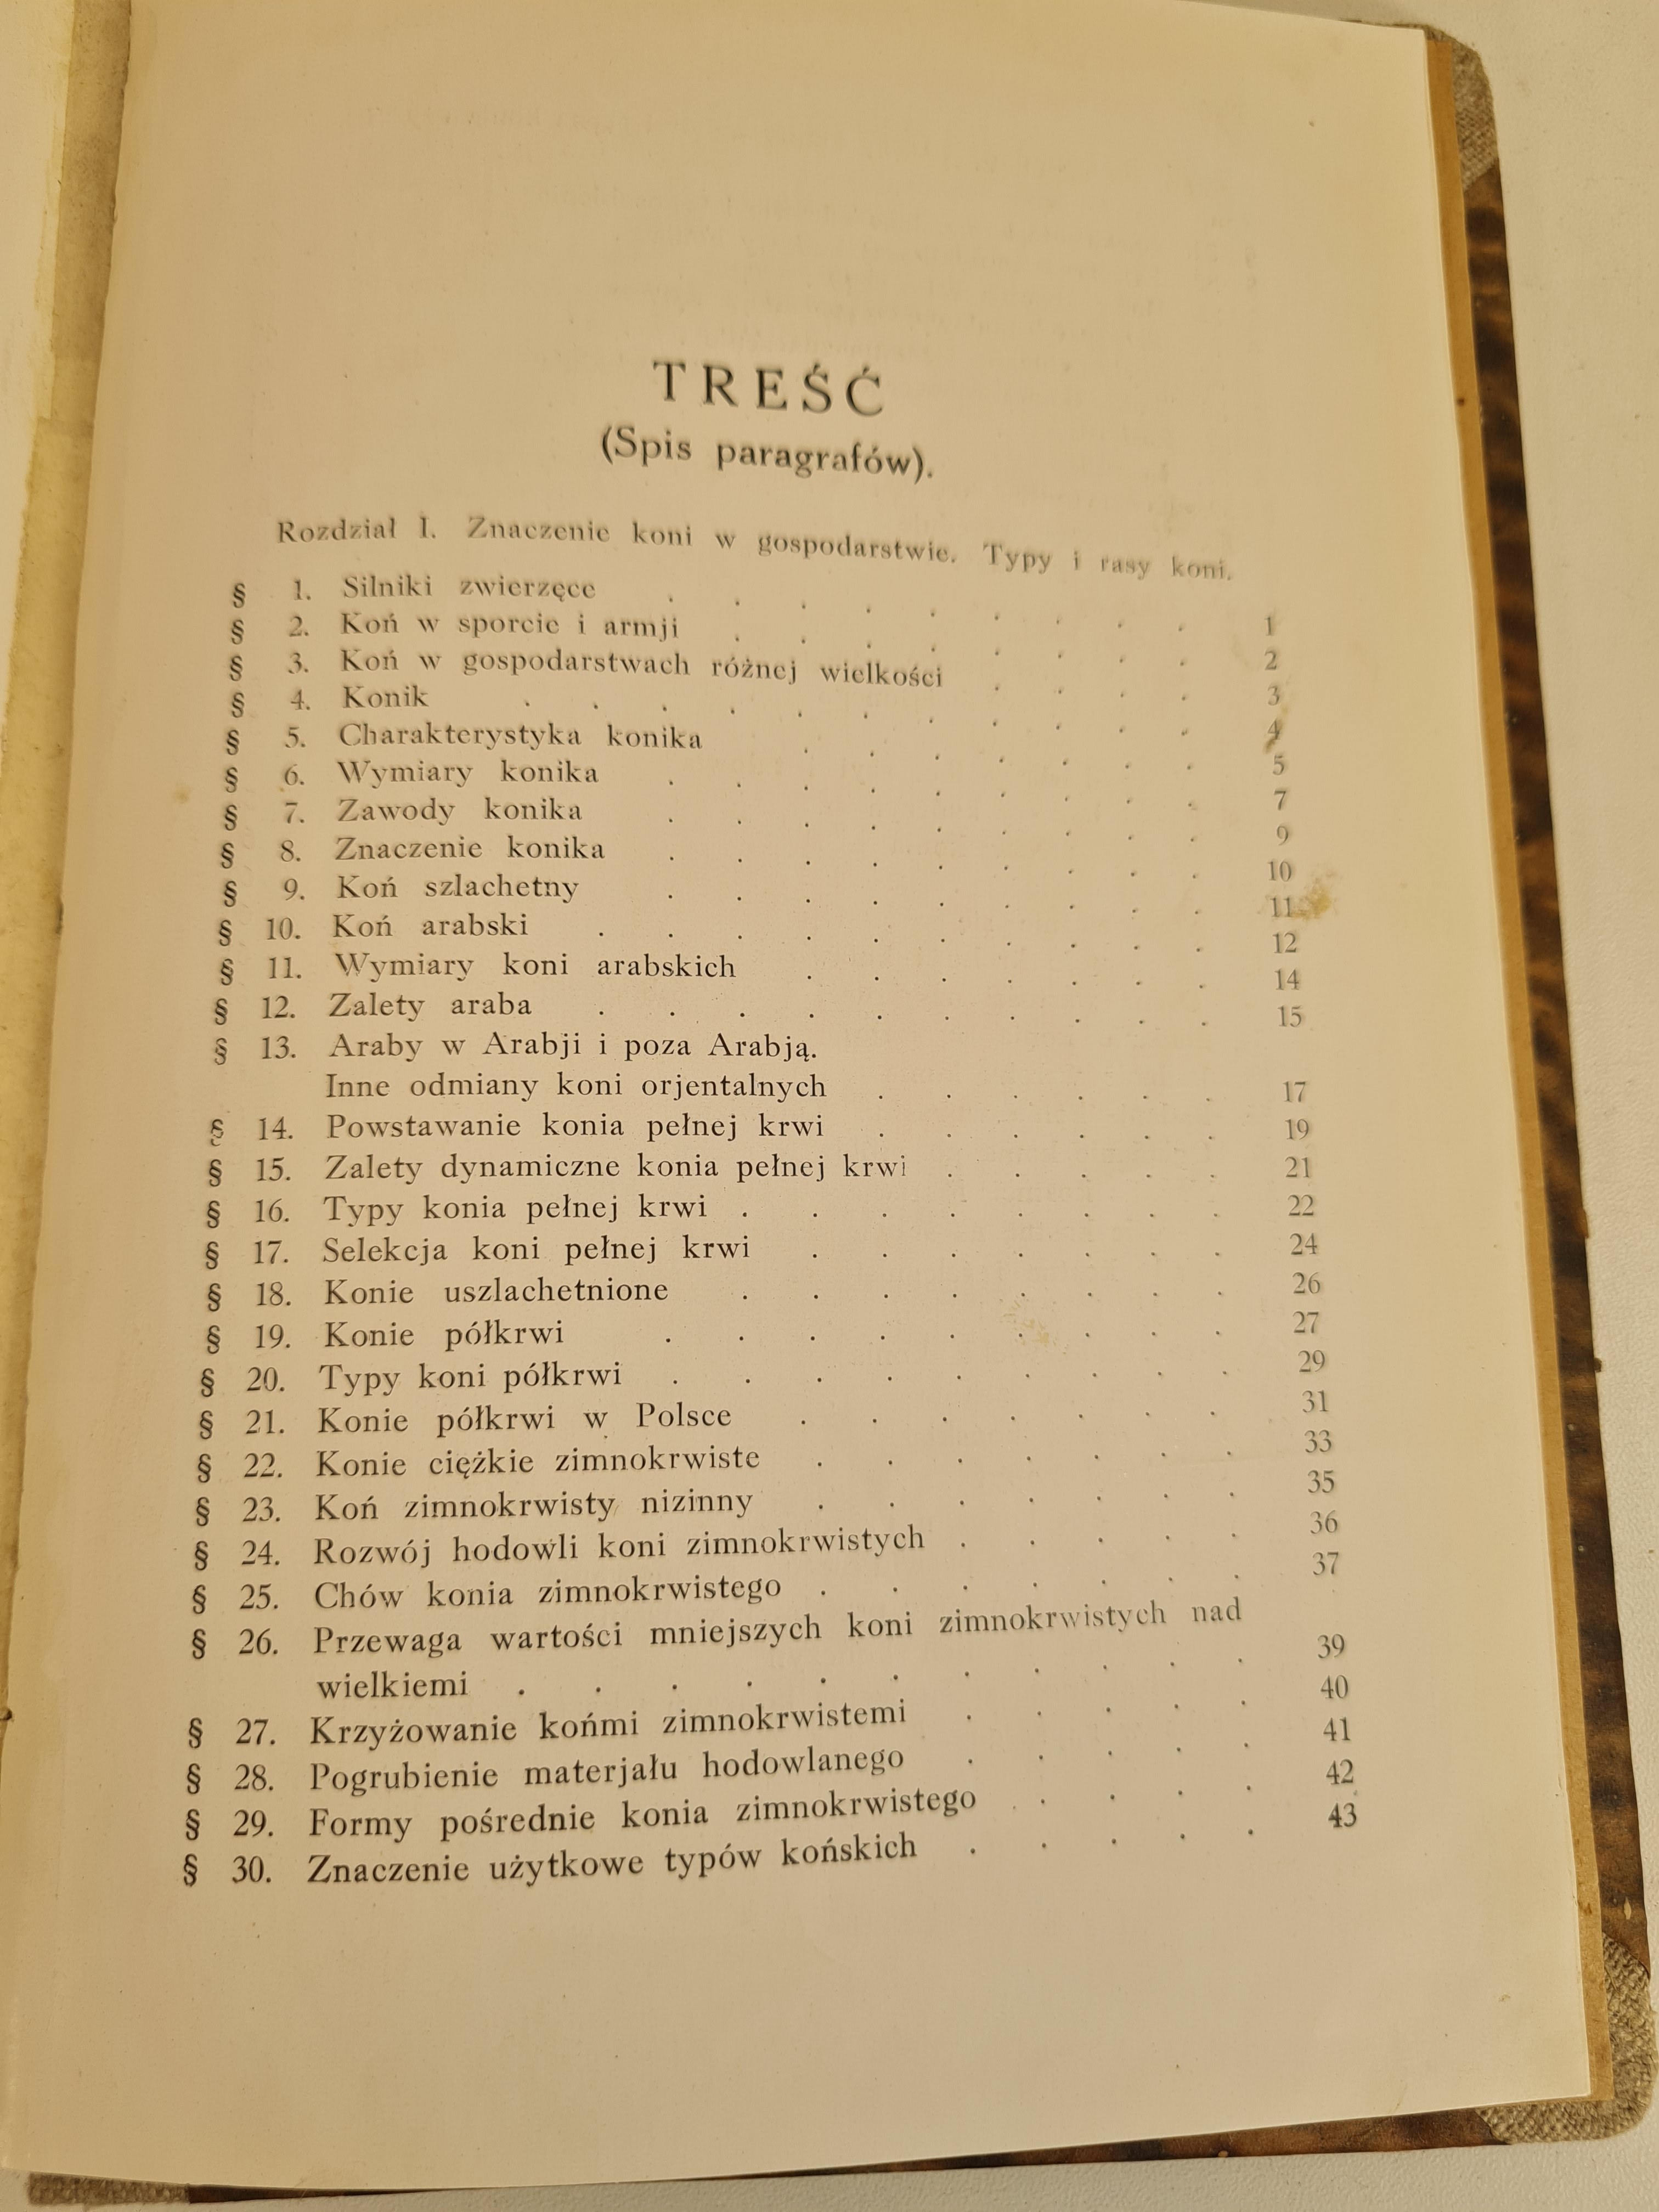 TREŚĆ
(Spis paragrafów).
Rozdział I. Znaczenie koni w gospodarstwie. Typy i rasy koni.
§ 1. Silniki zwierzęce . . . . . . . . 1
§ 2. Koń w sporcie i armji . . . . . . . 2
§ 3. Koń w gospodarstwach różnej wielkości . . . . 3
§ 4. Konik . . . . . . . . . . 4
§ 5. Charakterystyka konika . . . . . . 5
§ 6. Wymiary konika . . . . . . . . 7
§ 7. Zawody konika . . . . . . . . 9
§ 8. Znaczenie konika . . . . . . . . 10
§ 9. Koń szlachetny . . . . . . . . 11
§ 10. Koń arabski . . . . . . . . . 12
§ 11. Wymiary koni arabskich . . . . . . 14
§ 12. Zalety araba . . . . . . . . . 15
§ 13. Araby w Arabji i poza Arabją.
Inne odmiany koni orjentalnych . . . . . 17
§ 14. Powstawanie konia pełnej krwi . . . . . 19
§ 15. Zalety dynamiczne konia pełnej krwi . . . . 21
§ 16. Typy konia pełnej krwi . . . . . . . 22
§ 17. Selekcja koni pełnej krwi . . . . . . 24
§ 18. Konie uszlachetnione . . . . . . . 26
§ 19. Konie półkrwi . . . . . . . . 27
§ 20. Typy koni półkrwi . . . . . . . . 29
§ 21. Konie półkrwi w Polsce . . . . . . 31
§ 22. Konie ciężkie zimnokrwiste . . . . . . 33
§ 23. Koń zimnokrwisty nizinny . . . . . . 35
§ 24. Rozwój hodowli koni zimnokrwistych . . . . 36
§ 25. Chów konia zimnokrwistego . . . . . . 37
§ 26. Przewaga wartości mniejszych koni zimnokrwistych nad
wielkiemi . . . . . . . . . . 39
§ 27. Krzyżowanie końmi zimnokrwistemi . . . . 40
§ 28. Pogrubienie materjału hodowlanego . . . . 41
§ 29. Formy pośrednie konia zimnokrwistego . . . . 42
§ 30. Znaczenie użytkowe typów końskich . . . . 43